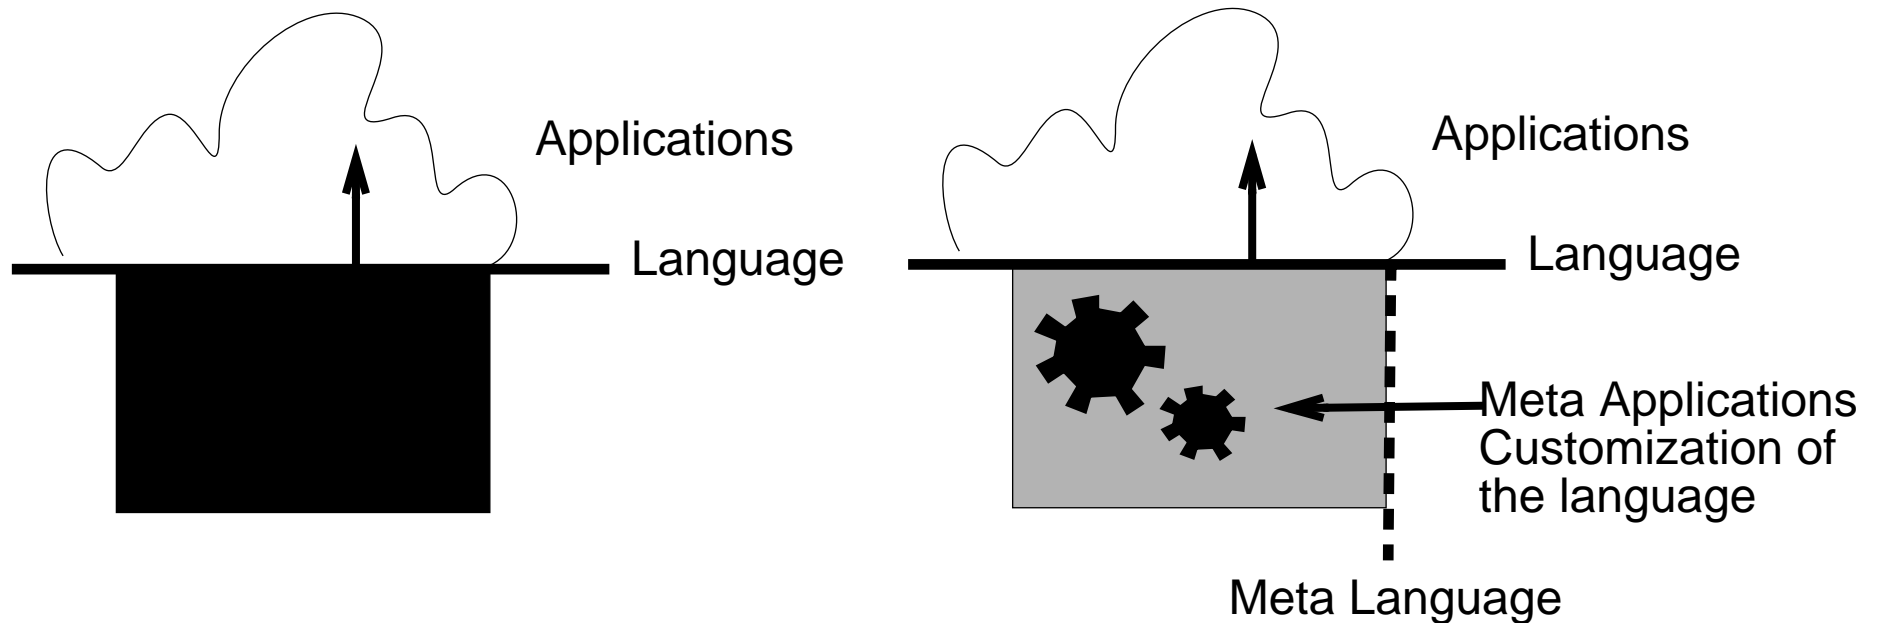 Applications
Language
Applications
Language
Meta Applications
Customization of
the language
Meta Language